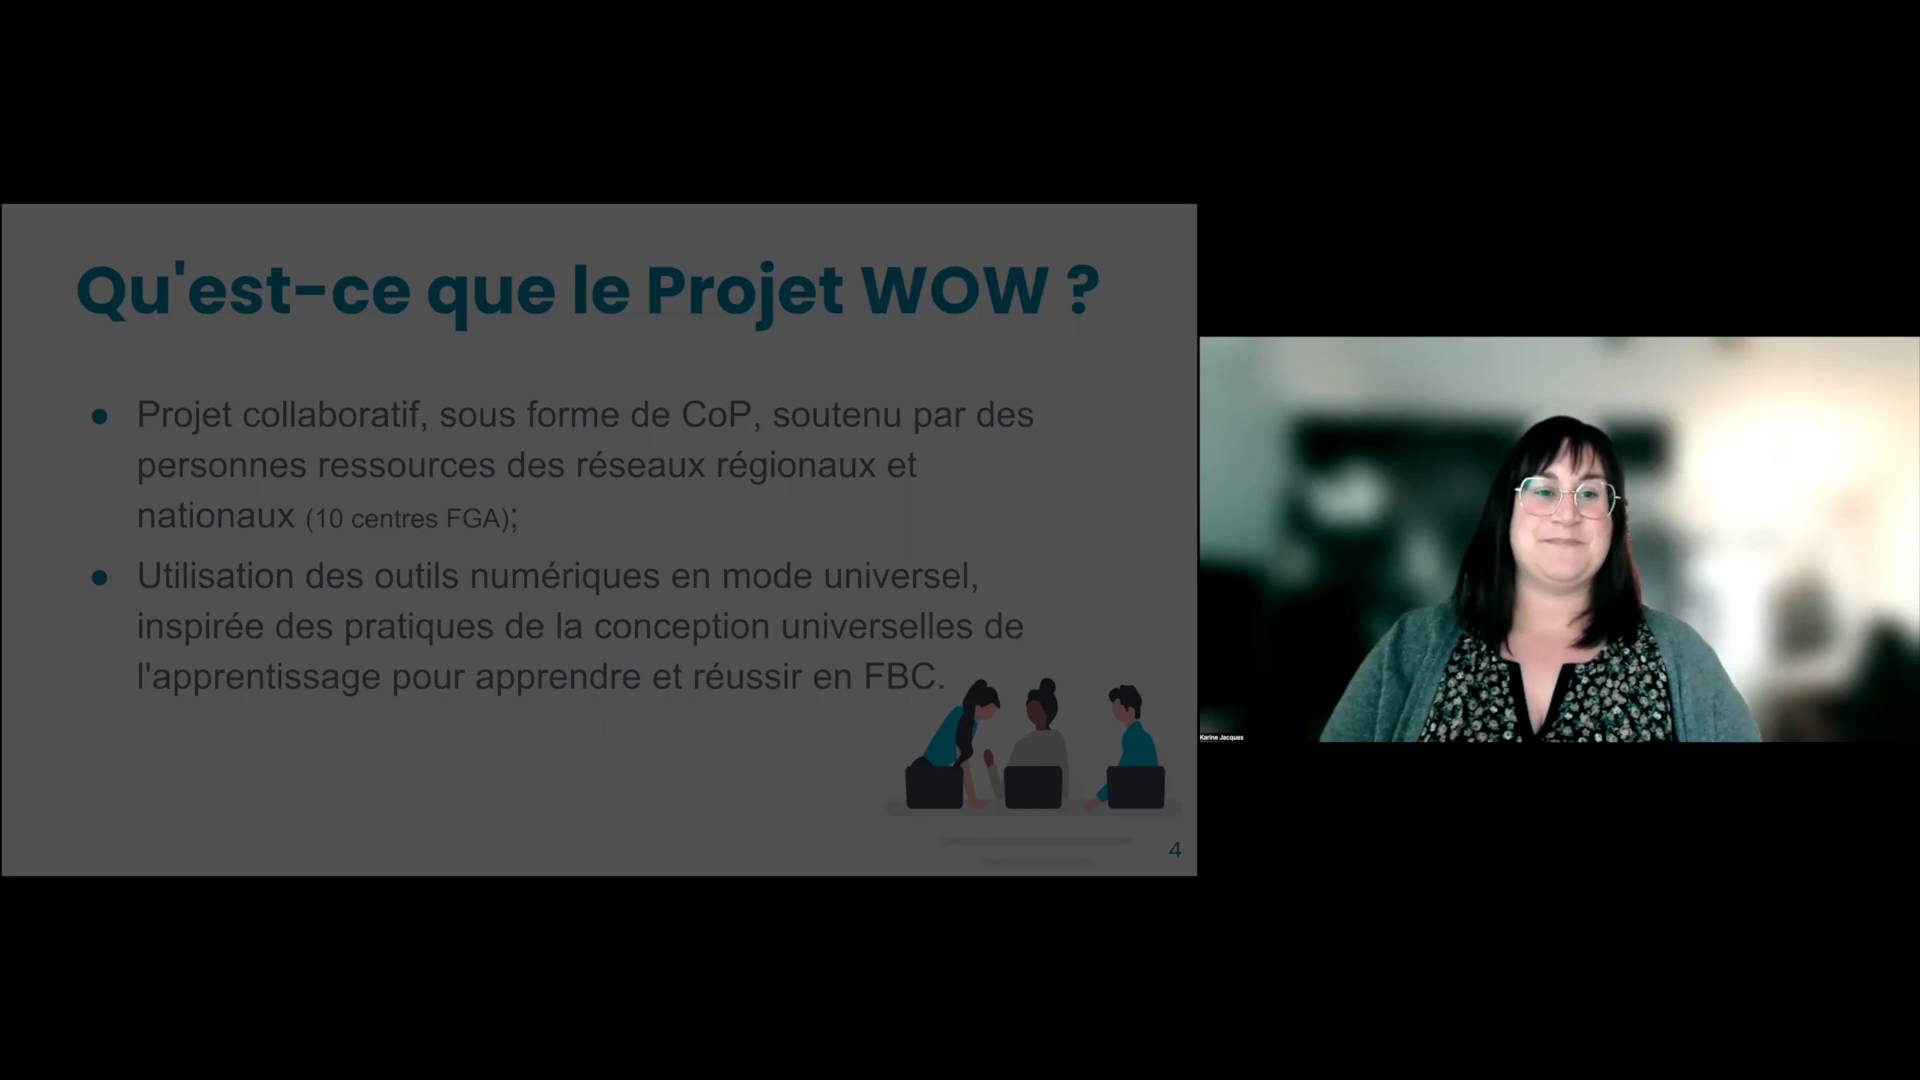 Qu'est-ce que le Projet WOW ?
● Projet collaboratif, sous forme de CoP, soutenu par des
personnes ressources des réseaux régionaux et
nationaux (10 centres FGA);
● Utilisation des outils numériques en mode universel,
inspirée des pratiques de la conception universelles de
l'apprentissage pour apprendre et réussir en FBC.
4
Karine Jacques